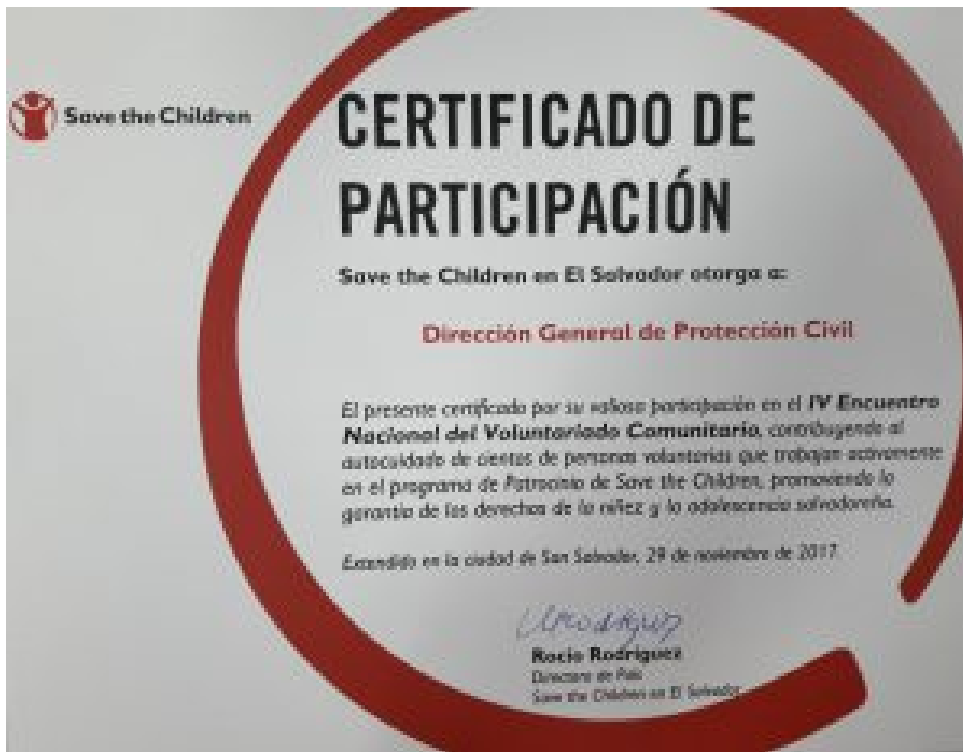 Save the Children
CERTIFICADO DE
PARTICIPACIÓN
Save the Children en El Salvador otorga a:
Dirección General de Protección Civil
El presente certificado por su valiosa participación en el IV Encuentro
Nacional del Voluntariado Comunitario, contribuyendo al
autocuidado de cientos de personas voluntarias que trabajan activamente
en el programa de Patrocinio de Save the Children, promoviendo la
garantía de los derechos de la niñez y la adolescencia salvadoreña.
Extendido en la ciudad de San Salvador, 29 de noviembre de 2017
Rocío Rodríguez
Directora de País
Save the Children en El Salvador